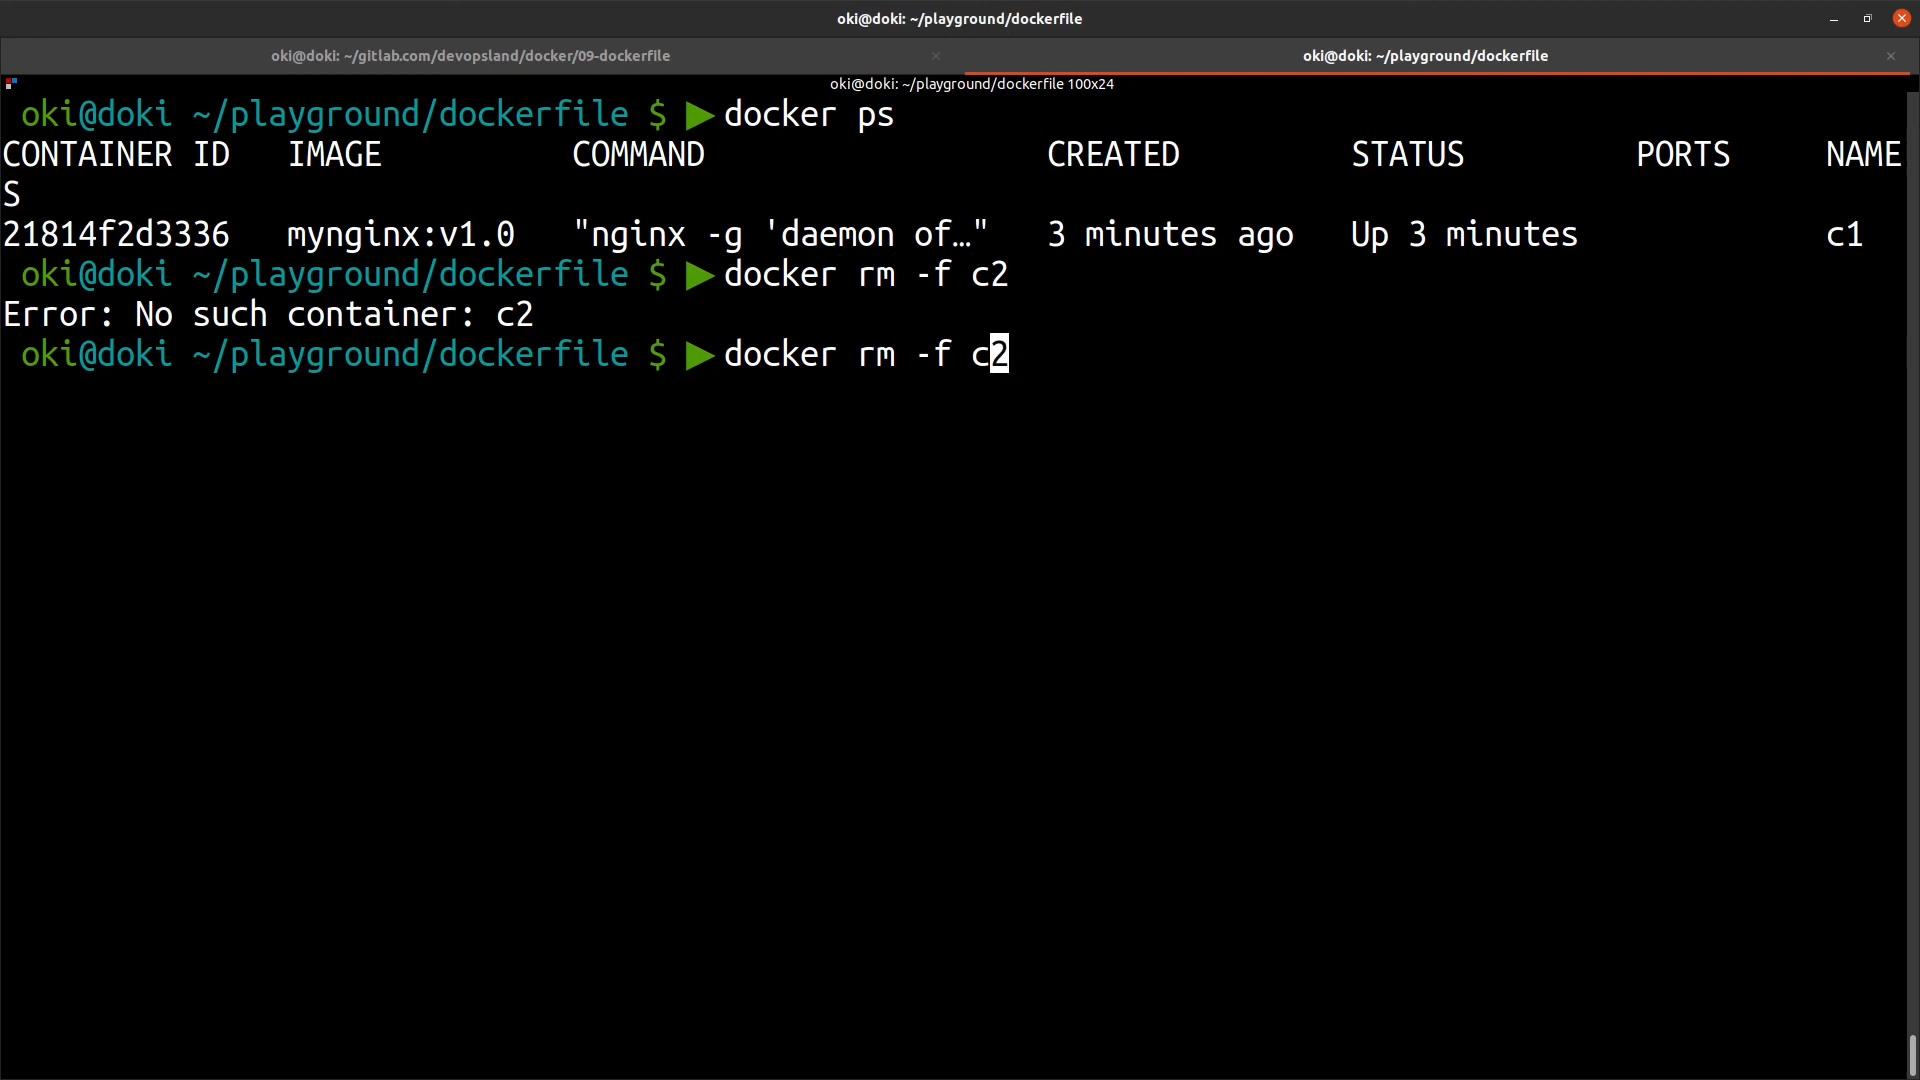 oki@doki: ~/playground/dockerfile
oki@doki: ~/gitlab.com/devopsland/docker/09-dockerfile ~
oki@doki: ~/playground/dockerfile
oki@doki: ~/playground/dockerfile 100x24
oki@doki ~/playground/dockerfile $ ▶ docker ps
CONTAINER ID   IMAGE          COMMAND                  CREATED         STATUS         PORTS     NAME
S
21814f2d3336   mynginx:v1.0   "nginx -g 'daemon of…"   3 minutes ago   Up 3 minutes             c1
oki@doki ~/playground/dockerfile $ ▶ docker rm -f c2
Error: No such container: c2
oki@doki ~/playground/dockerfile $ ▶ docker rm -f c2